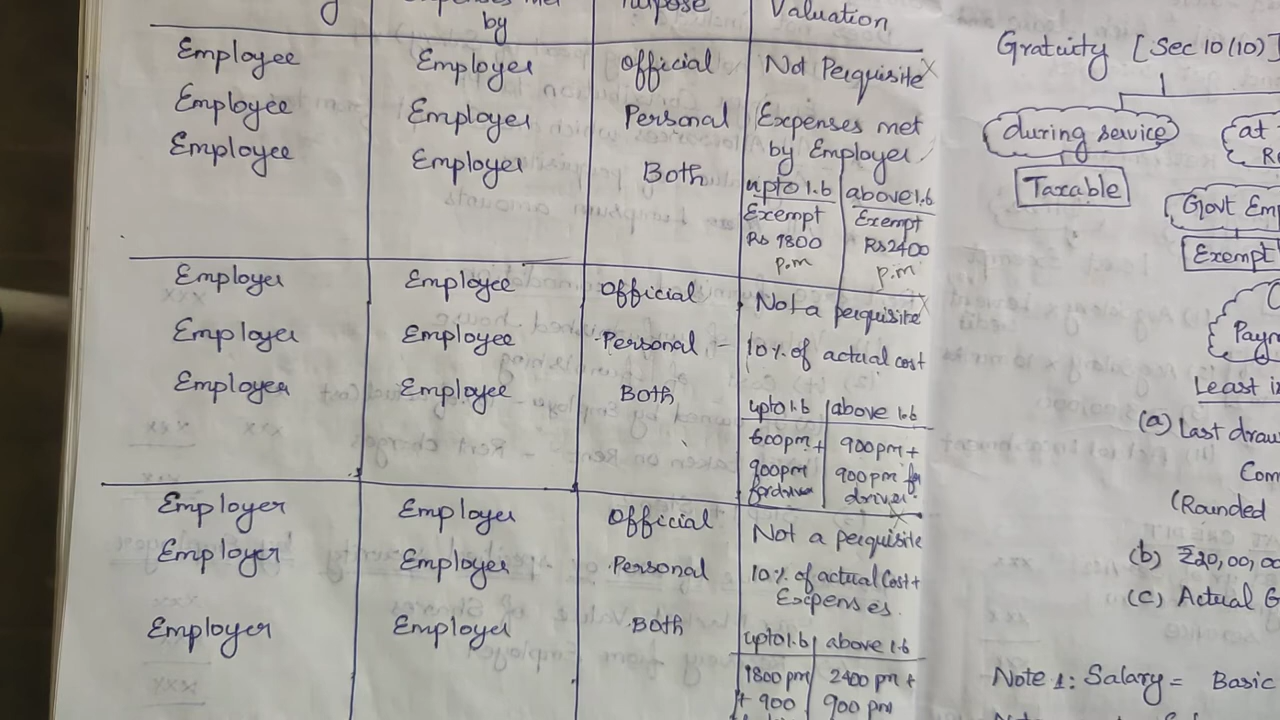 by
Purpose
Valuation
Employee Employer Official Not Perquisite
Employee Employer Personal Expenses met
by Employer
Employee Employer Both upto 1.6 above 1.6
Exempt Exempt
Rs 1800 Rs 2400
p.m p.m
Employer Employee Official Not a perquisite
Employer Employee Personal - 10% of actual cost
Employer Employee Both upto 1.6 above 1.6
600pm + 900pm +
900pm 900pm for
for driver driver
Employer Employer Official Not a perquisite
Employer Employer Personal 10% of actual Cost +
Expenses.
Employer Employer Both upto 1.6 above 1.6
1800 pm 2400 pm +
+ 900 900 pm
Gratuity [Sec 10(10)]
during service at
Taxable
Govt Em
Exempt
Paym
Least i
(a) Last draw
Com
(Rounded
(b) ₹20,00,00
(c) Actual G
Note 1: Salary = Basic